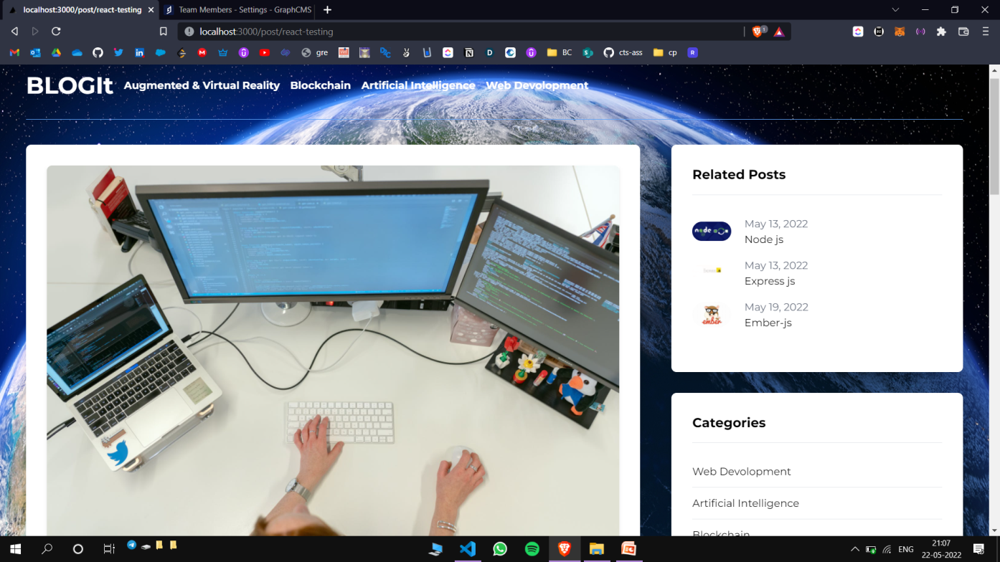 localhost:3000/post/react-testing
Team Members - Settings - GraphCMS
localhost:3000/post/react-testing
1
gre
BC
cts-ass
cp
R
BLOGIt
Augmented & Virtual Reality
Blockchain
Artificial Intelligence
Web Devolopment
Related Posts
May 13, 2022
Node js
May 13, 2022
Express js
May 19, 2022
Ember-js
node
ember
Categories
Web Devolopment
Artificial Intelligence
Blockchain
ENG
21:07
22-05-2022